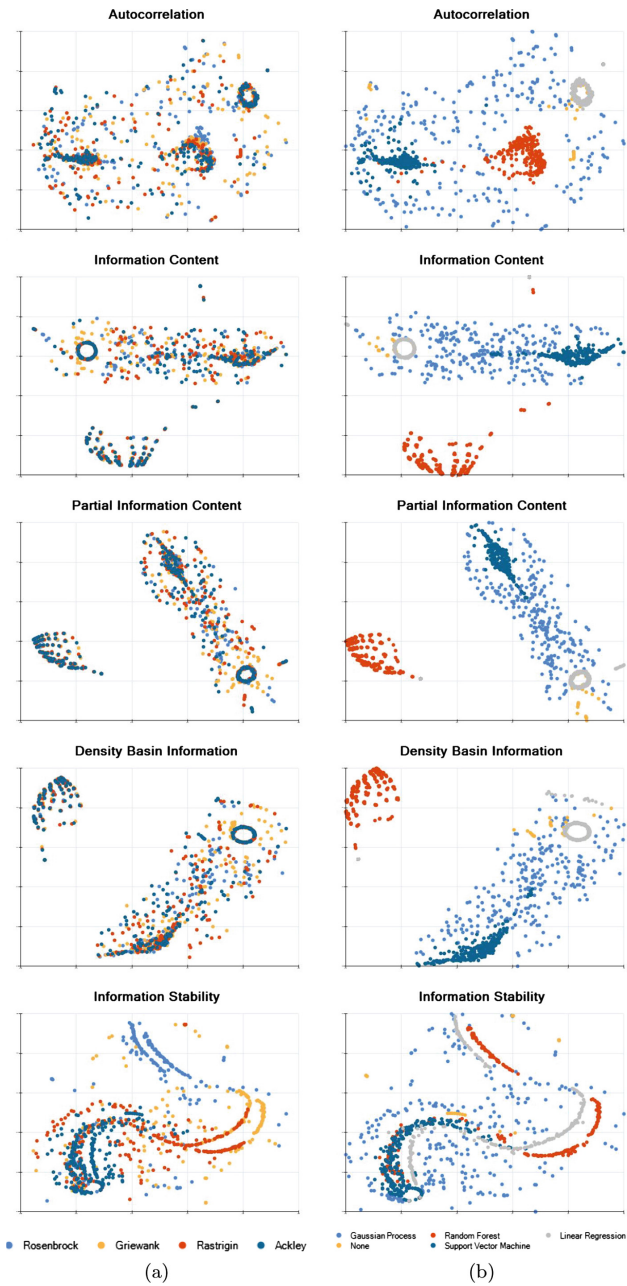 Autocorrelation
Autocorrelation
Information Content
Information Content
Partial Information Content
Partial Information Content
Density Basin Information
Density Basin Information
Information Stability
Information Stability
Rosenbrock Griewank Rastrigin Ackley
Gaussian Process Random Forest Linear Regression
None Support Vector Machine
(a) (b)